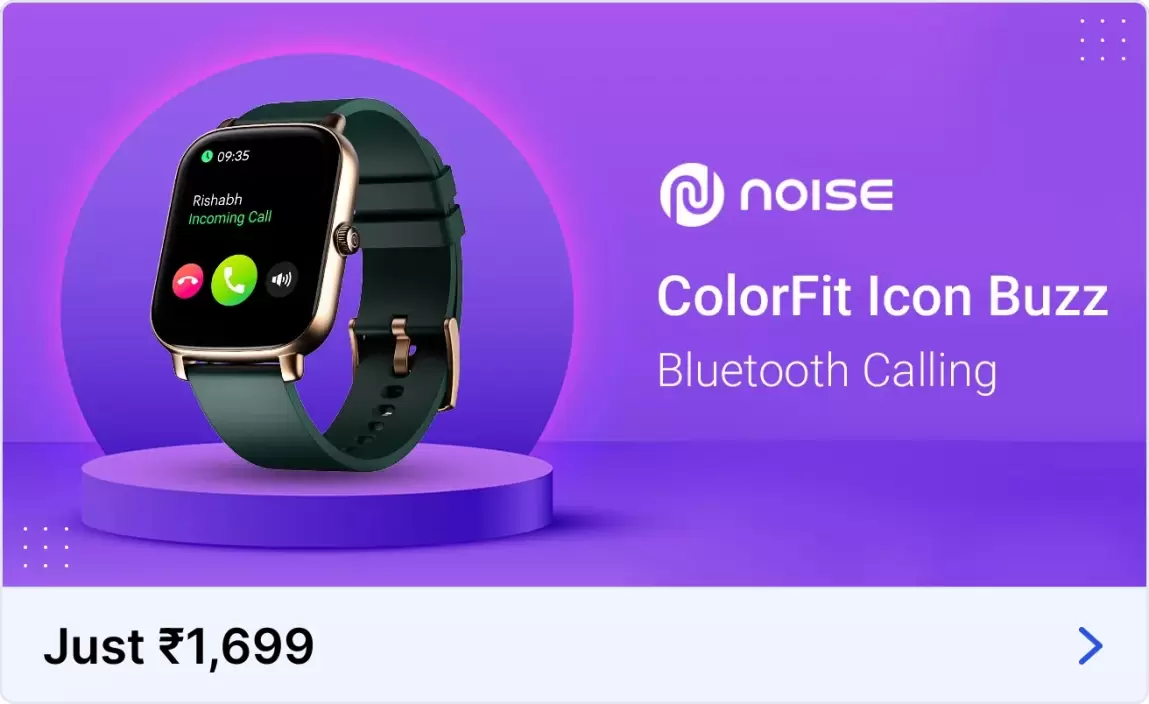 09:35
Rishabh
Incoming Call
NOISE
ColorFit Icon Buzz
Bluetooth Calling
Just ₹1,699